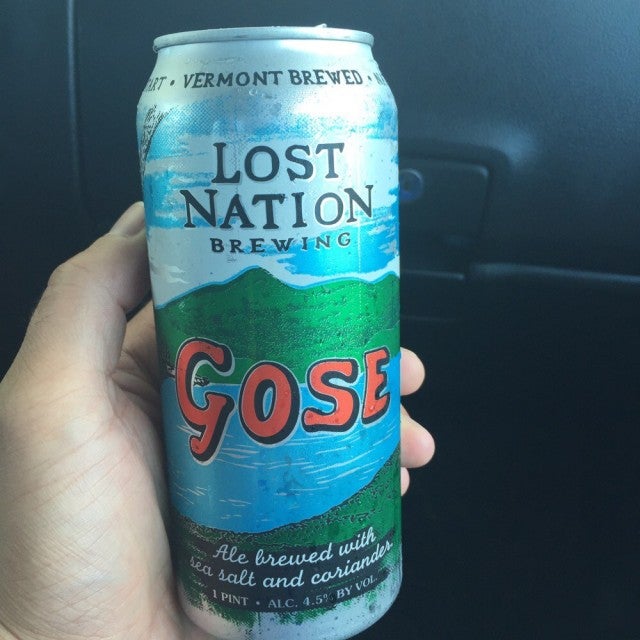 · VERMONT BREWED ·
LOST
NATION
BREWING
GOSE
Ale brewed with
sea salt and coriander.
1 PINT · ALC. 4.5% BY VOL.